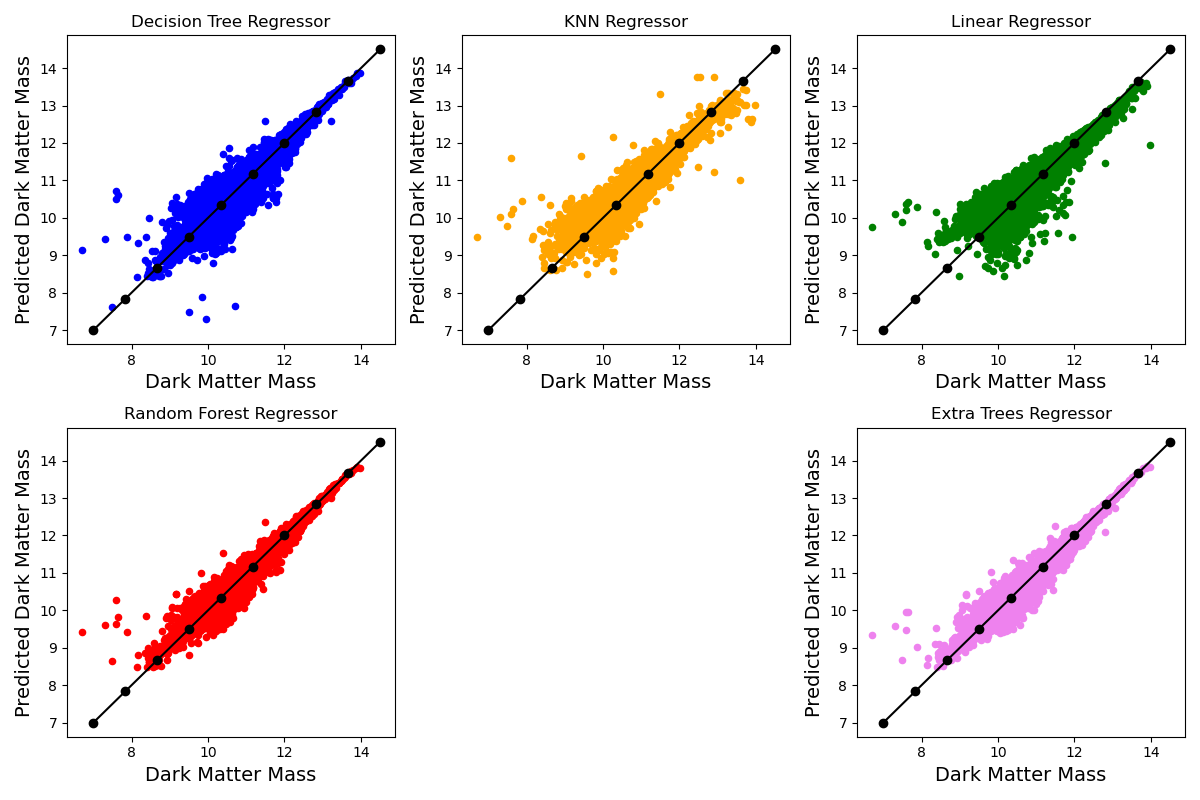 Decision Tree Regressor
Predicted Dark Matter Mass
14
13
12
11
10
9
8
7
8 10 12 14
Dark Matter Mass
KNN Regressor
Predicted Dark Matter Mass
14
13
12
11
10
9
8
7
8 10 12 14
Dark Matter Mass
Linear Regressor
Predicted Dark Matter Mass
14
13
12
11
10
9
8
7
8 10 12 14
Dark Matter Mass
Random Forest Regressor
Predicted Dark Matter Mass
14
13
12
11
10
9
8
7
8 10 12 14
Dark Matter Mass
Extra Trees Regressor
Predicted Dark Matter Mass
14
13
12
11
10
9
8
7
8 10 12 14
Dark Matter Mass